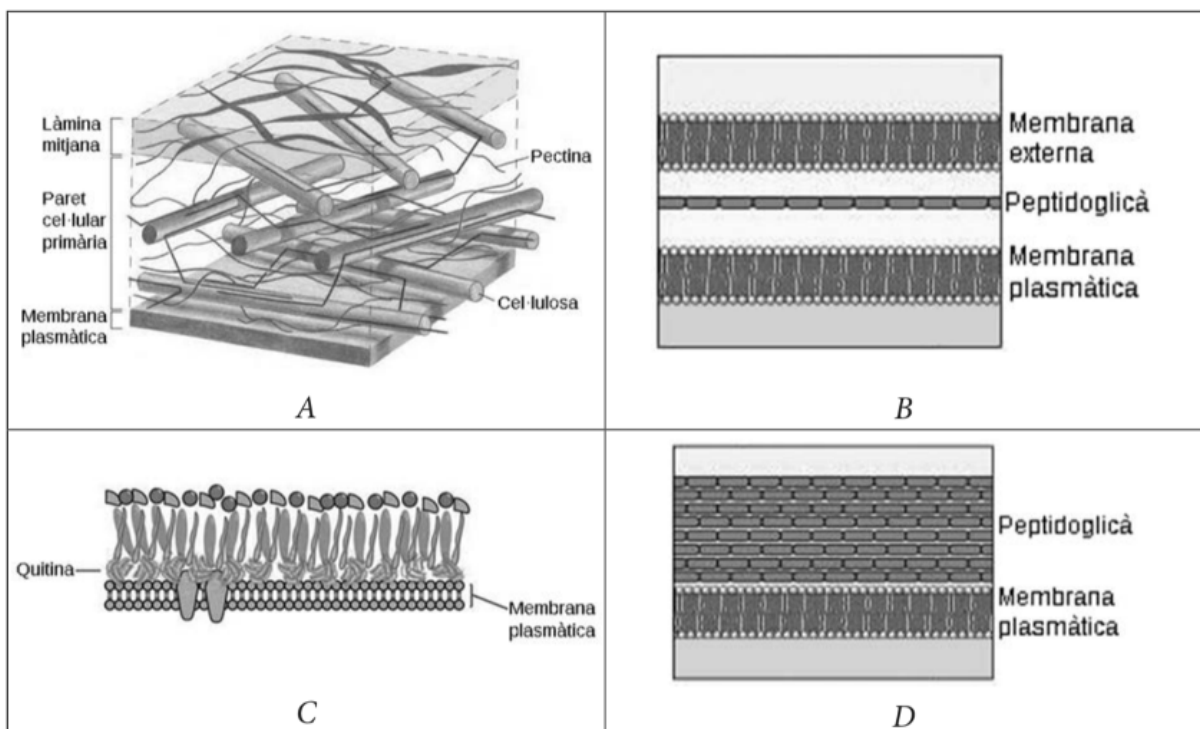 Làmina
mitjana
Paret
cel·lular
primària
Membrana
plasmàtica
Pectina
Cel·lulosa
A
Membrana
externa
Peptidoglicà
Membrana
plasmàtica
B
Quitina
Membrana
plasmàtica
C
Peptidoglicà
Membrana
plasmàtica
D